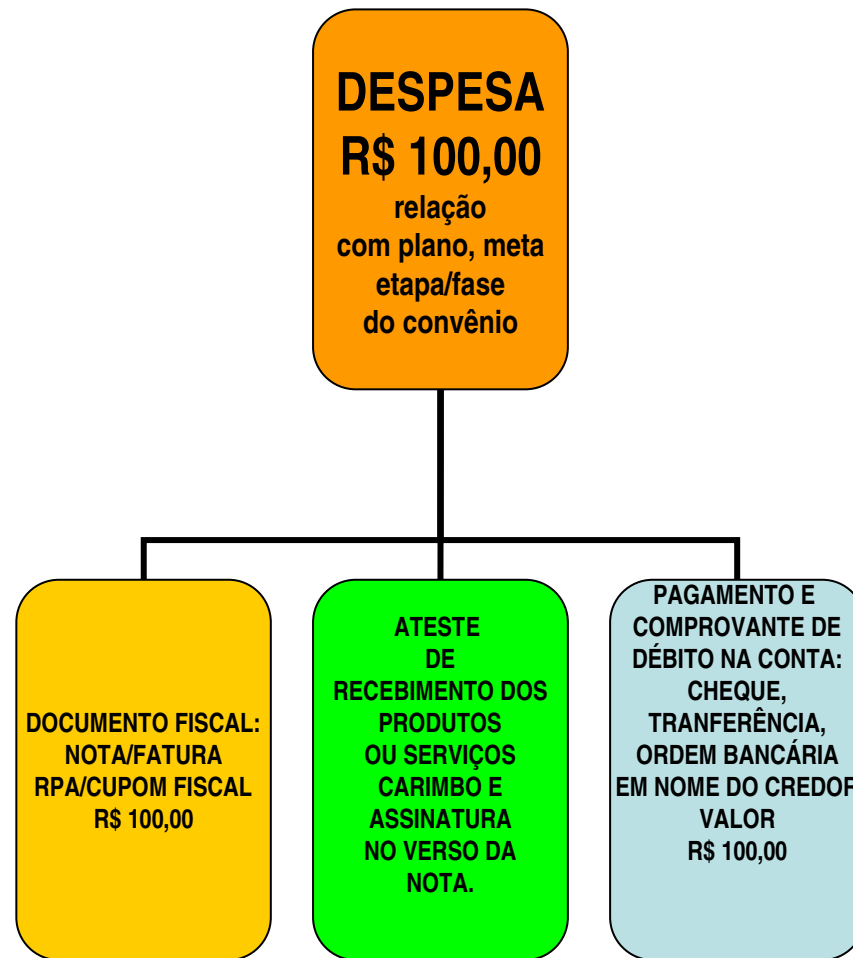 DESPESA
R$ 100,00
relação
com plano, meta
etapa/fase
do convênio
DOCUMENTO FISCAL:
NOTA/FATURA
RPA/CUPOM FISCAL
R$ 100,00
ATESTE
DE
RECEBIMENTO DOS
PRODUTOS
OU SERVIÇOS
CARIMBO E
ASSINATURA
NO VERSO DA
NOTA.
PAGAMENTO E
COMPROVANTE DE
DÉBITO NA CONTA:
CHEQUE,
TRANFERÊNCIA,
ORDEM BANCÁRIA
EM NOME DO CREDOR
VALOR
R$ 100,00